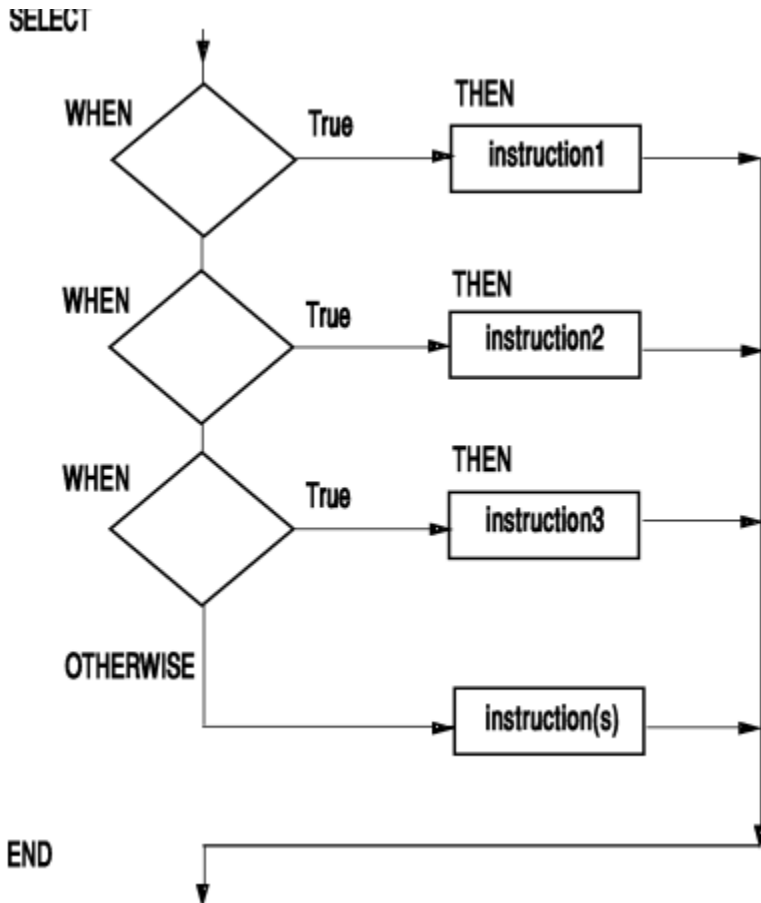 SELECT
THEN
WHEN True
instruction1
THEN
WHEN True
instruction2
THEN
WHEN True
instruction3
OTHERWISE
instruction(s)
END